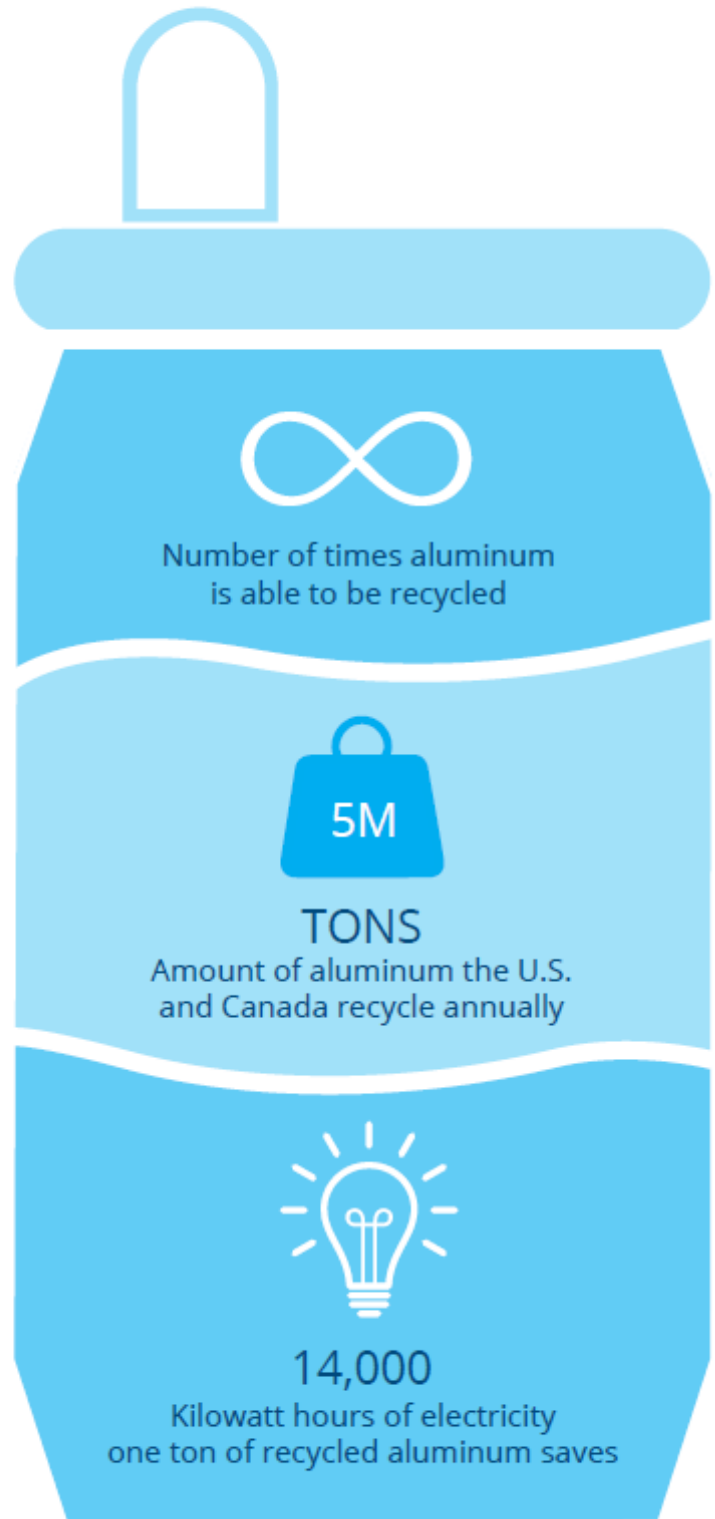 Number of times aluminum
is able to be recycled
5M
TONS
Amount of aluminum the U.S.
and Canada recycle annually
14,000
Kilowatt hours of electricity
one ton of recycled aluminum saves